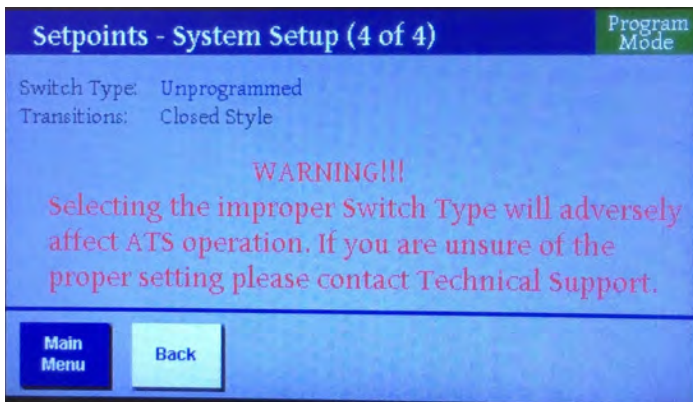 Setpoints - System Setup (4 of 4)
Program
Mode
Switch Type: Unprogrammed
Transitions: Closed Style
WARNING!!!
Selecting the improper Switch Type will adversely
affect ATS operation. If you are unsure of the
proper setting please contact Technical Support.
Main
Menu
Back